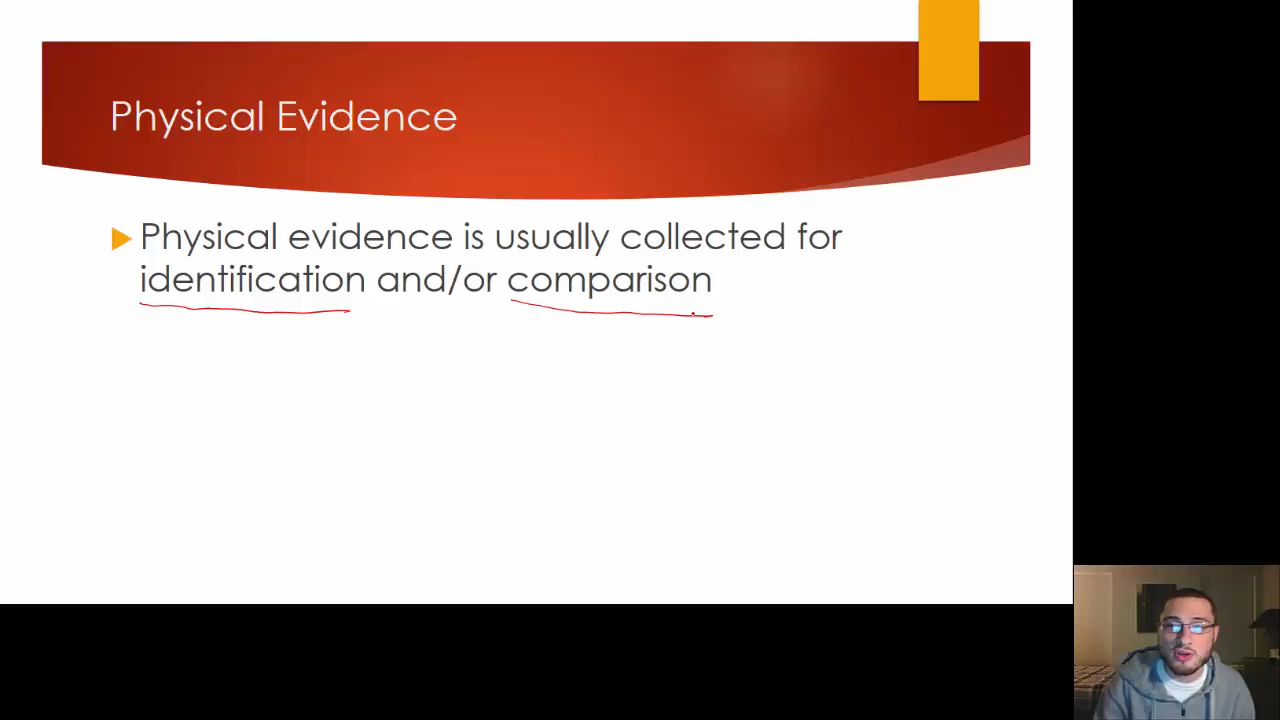 Physical Evidence
Physical evidence is usually collected for
identification and/or comparison